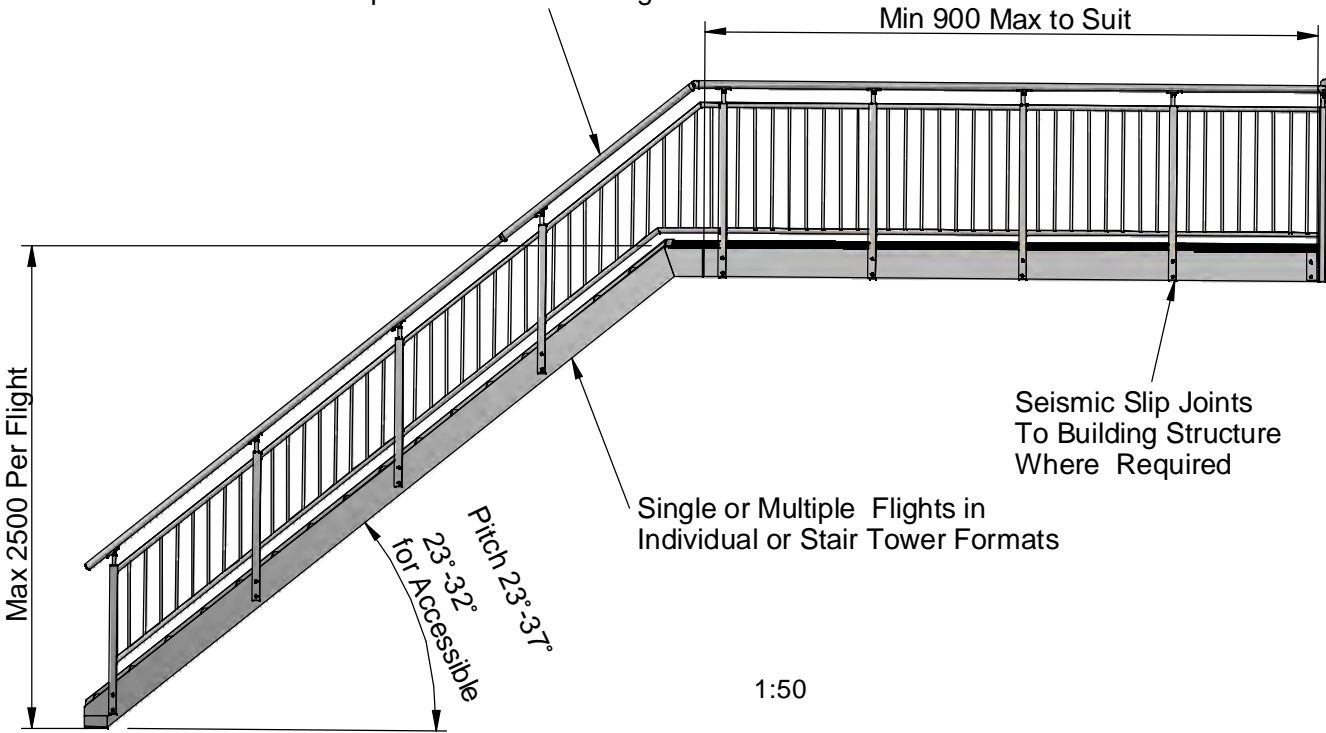 Min 900 Max to Suit
Max 2500 Per Flight
Seismic Slip Joints
To Building Structure
Where Required
Single or Multiple Flights in
Individual or Stair Tower Formats
Pitch 23°-37°
23°-32°
for Accessible
1:50